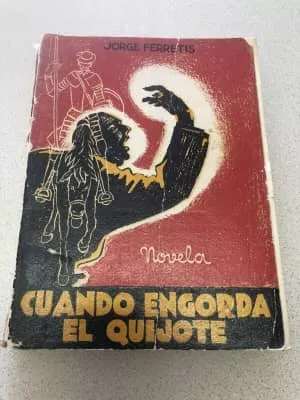 JORGE FERRETIS
Novela
CUANDO ENGORDA
EL QUIJOTE